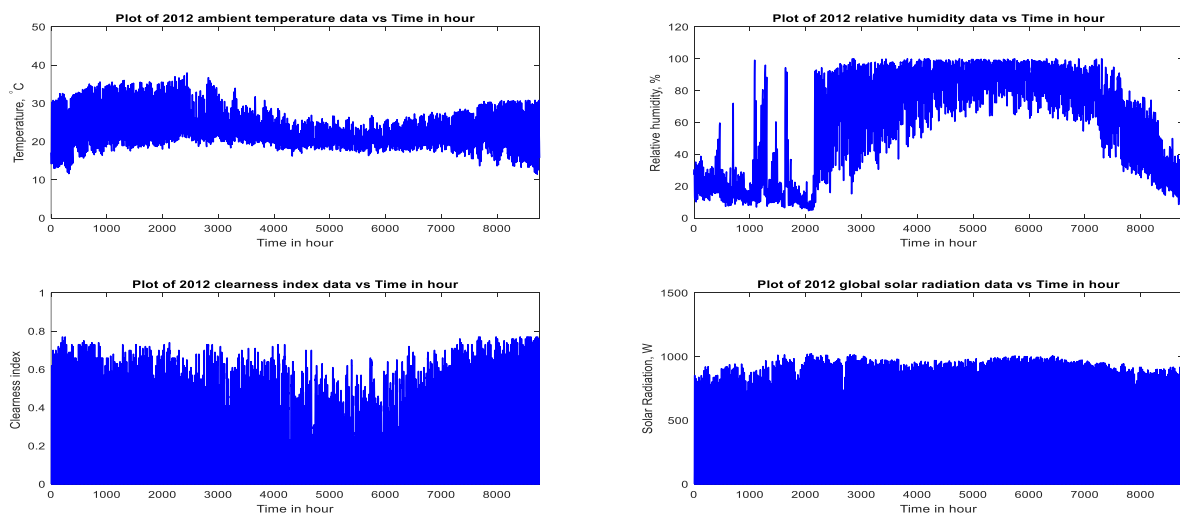 Plot of 2012 ambient temperature data vs Time in hour
50
40
30
20
10
0
Temperature, °C
0 1000 2000 3000 4000 5000 6000 7000 8000
Time in hour
Plot of 2012 relative humidity data vs Time in hour
120
100
80
60
40
20
0
Relative humidity, %
0 1000 2000 3000 4000 5000 6000 7000 8000
Time in hour
Plot of 2012 clearness index data vs Time in hour
1
0.8
0.6
0.4
0.2
0
Clearness index
0 1000 2000 3000 4000 5000 6000 7000 8000
Time in hour
Plot of 2012 global solar radiation data vs Time in hour
1500
1000
500
0
Solar Radiation, W
0 1000 2000 3000 4000 5000 6000 7000 8000
Time in hour